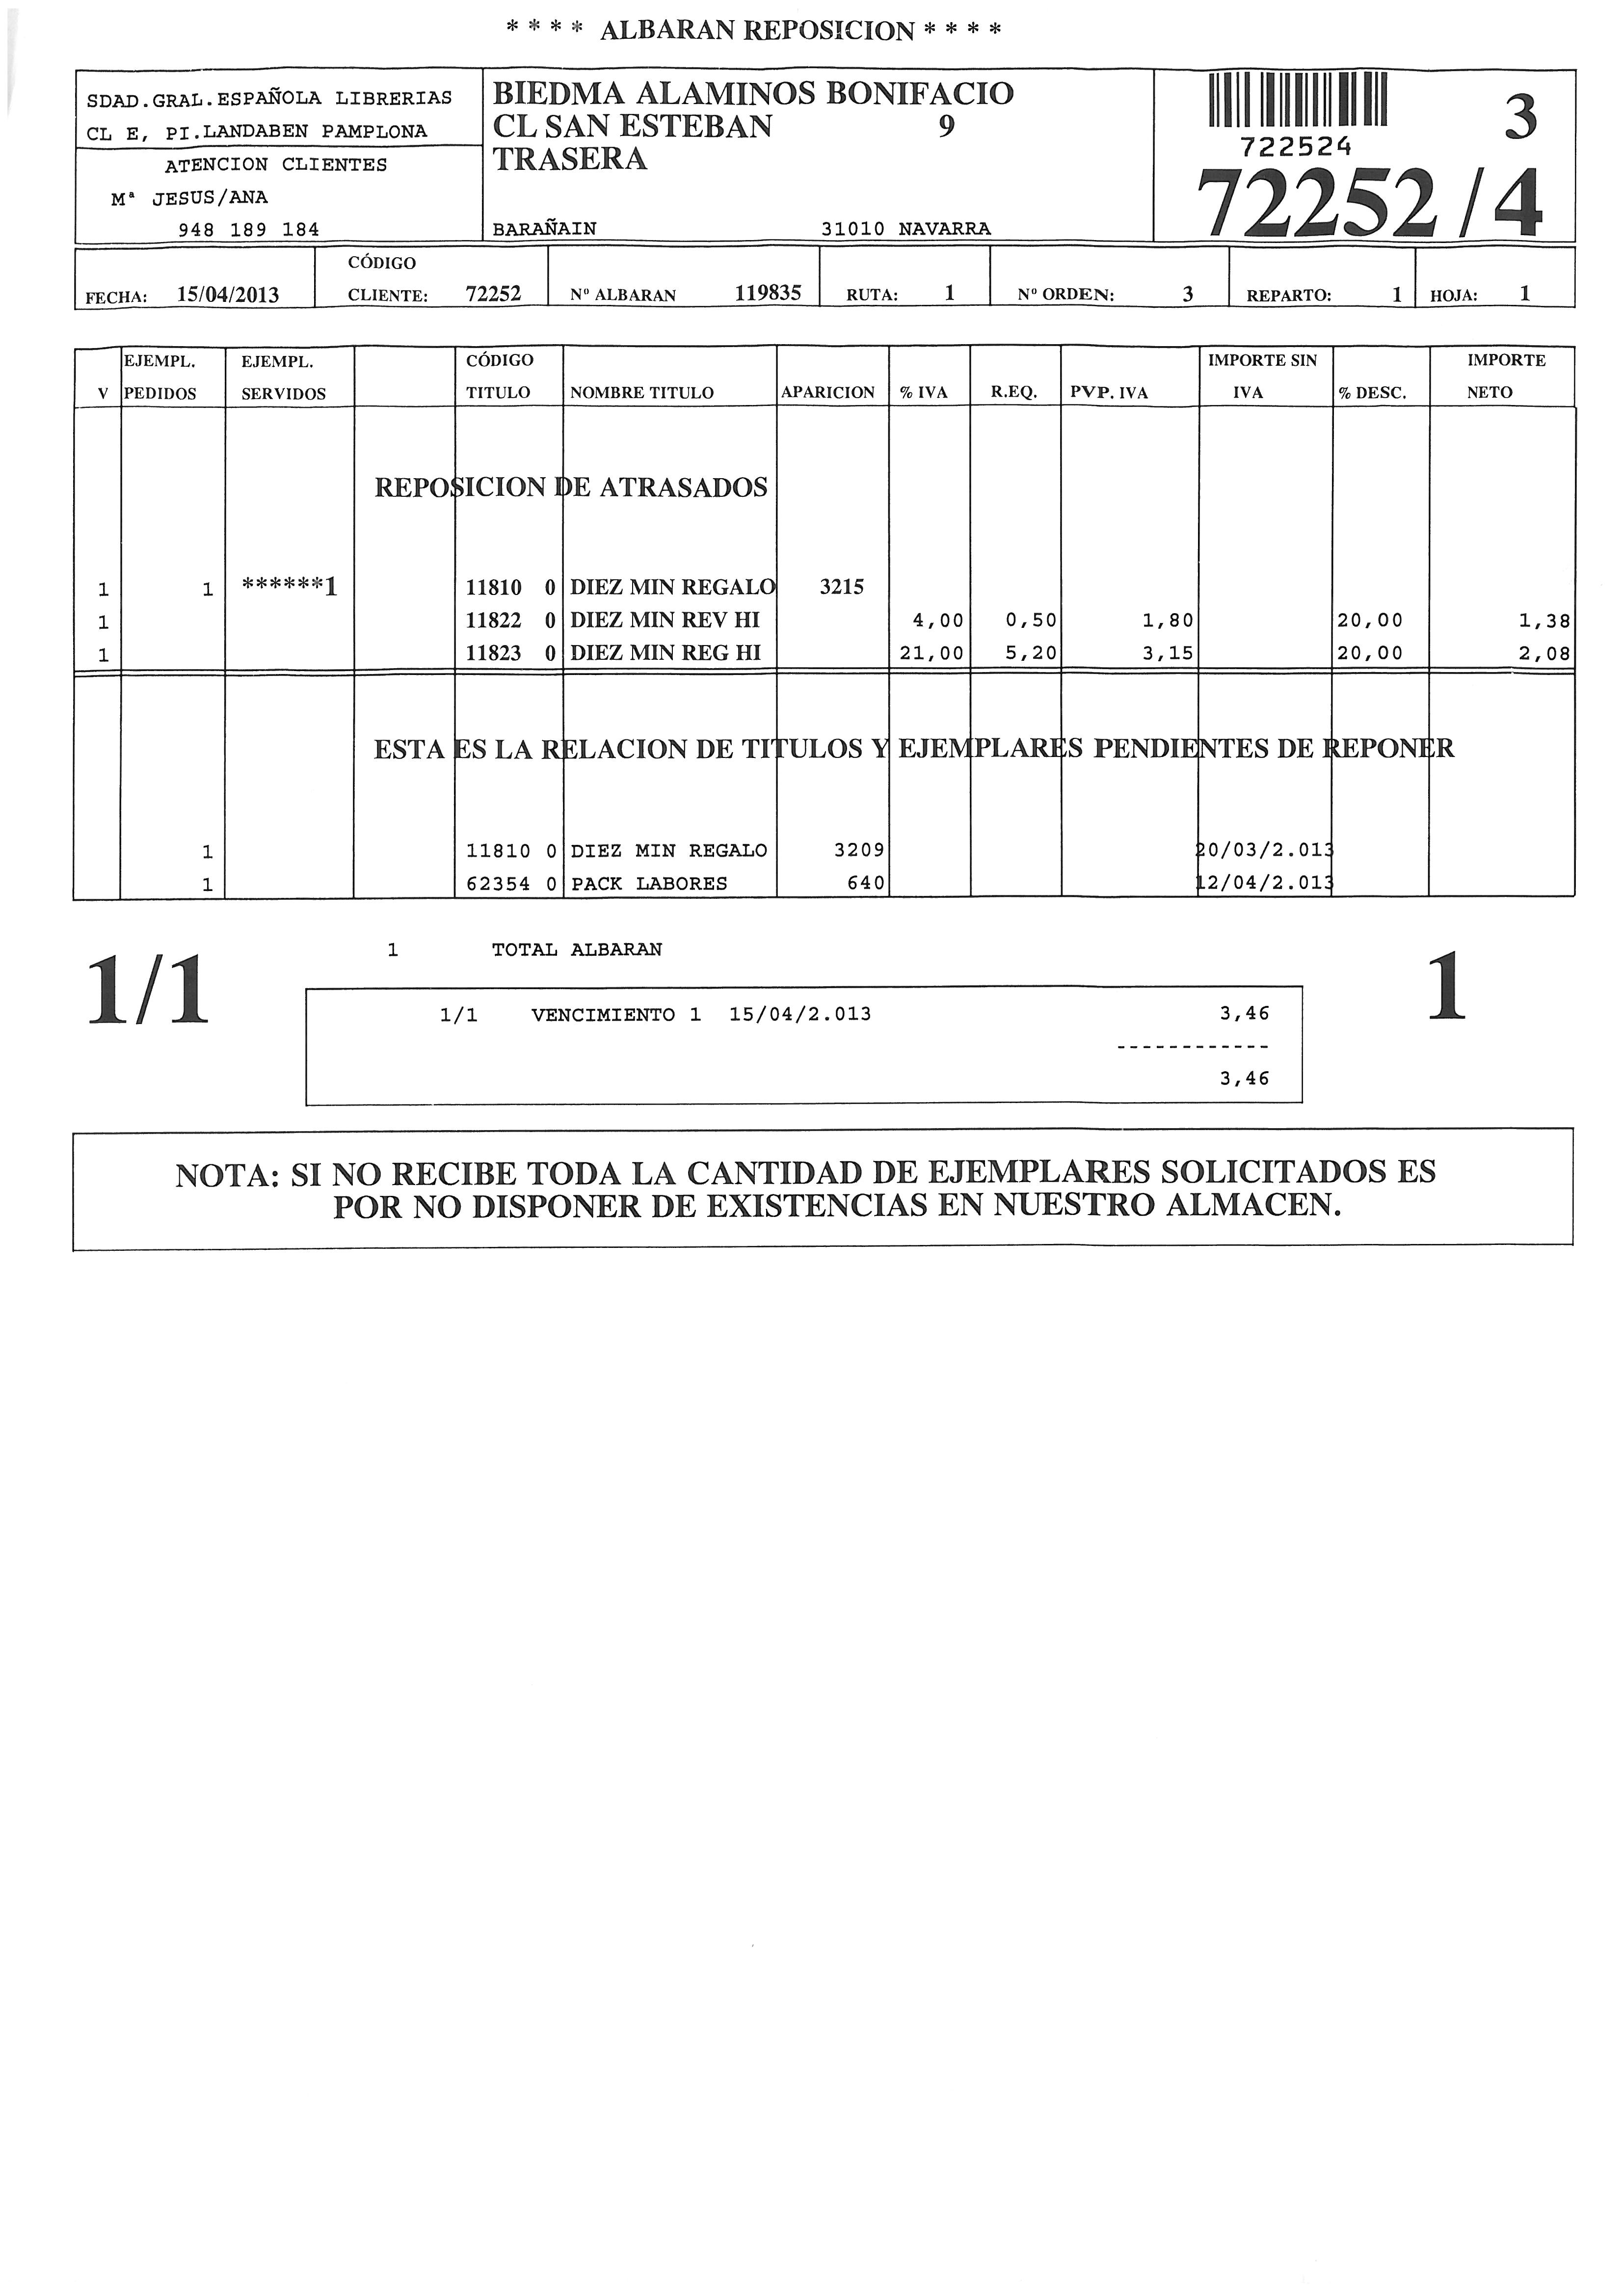 * * * * ALBARAN REPOSICION * * * *
SDAD.GRAL.ESPAÑOLA LIBRERIAS
CL E, PI.LANDABEN PAMPLONA
ATENCION CLIENTES
Mª JESUS/ANA
948 189 184
BIEDMA ALAMINOS BONIFACIO
CL SAN ESTEBAN 9
TRASERA
BARAÑAIN 31010 NAVARRA
722524
3
72252 /4
FECHA: 15/04/2013 CÓDIGO CLIENTE: 72252 Nº ALBARAN 119835 RUTA: 1 Nº ORDEN: 3 REPARTO: 1 HOJA: 1
V EJEMPL. PEDIDOS EJEMPL. SERVIDOS CÓDIGO TITULO NOMBRE TITULO APARICION % IVA R.EQ. PVP. IVA IMPORTE SIN IVA % DESC. IMPORTE NETO
REPOSICION DE ATRASADOS
1 1 ******1 11810 0 DIEZ MIN REGALO 3215
1 11822 0 DIEZ MIN REV HI 4,00 0,50 1,80 20,00 1,38
1 11823 0 DIEZ MIN REG HI 21,00 5,20 3,15 20,00 2,08
ESTA ES LA RELACION DE TITULOS Y EJEMPLARES PENDIENTES DE REPONER
1 11810 0 DIEZ MIN REGALO 3209 20/03/2.013
1 62354 0 PACK LABORES 640 12/04/2.013
1 TOTAL ALBARAN
1/1
1
1/1 VENCIMIENTO 1 15/04/2.013 3,46
------------
3,46
NOTA: SI NO RECIBE TODA LA CANTIDAD DE EJEMPLARES SOLICITADOS ES
POR NO DISPONER DE EXISTENCIAS EN NUESTRO ALMACEN.